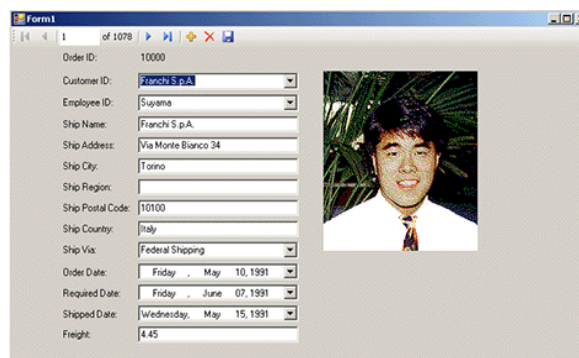 Form1
1 of 1078
Order ID: 10000
Customer ID: Franchi S.p.A.
Employee ID: Suyama
Ship Name: Franchi S.p.A.
Ship Address: Via Monte Bianco 34
Ship City: Torino
Ship Region:
Ship Postal Code: 10100
Ship Country: Italy
Ship Via: Federal Shipping
Order Date: Friday , May 10, 1991
Required Date: Friday , June 07, 1991
Shipped Date: Wednesday, May 15, 1991
Freight: 4.45